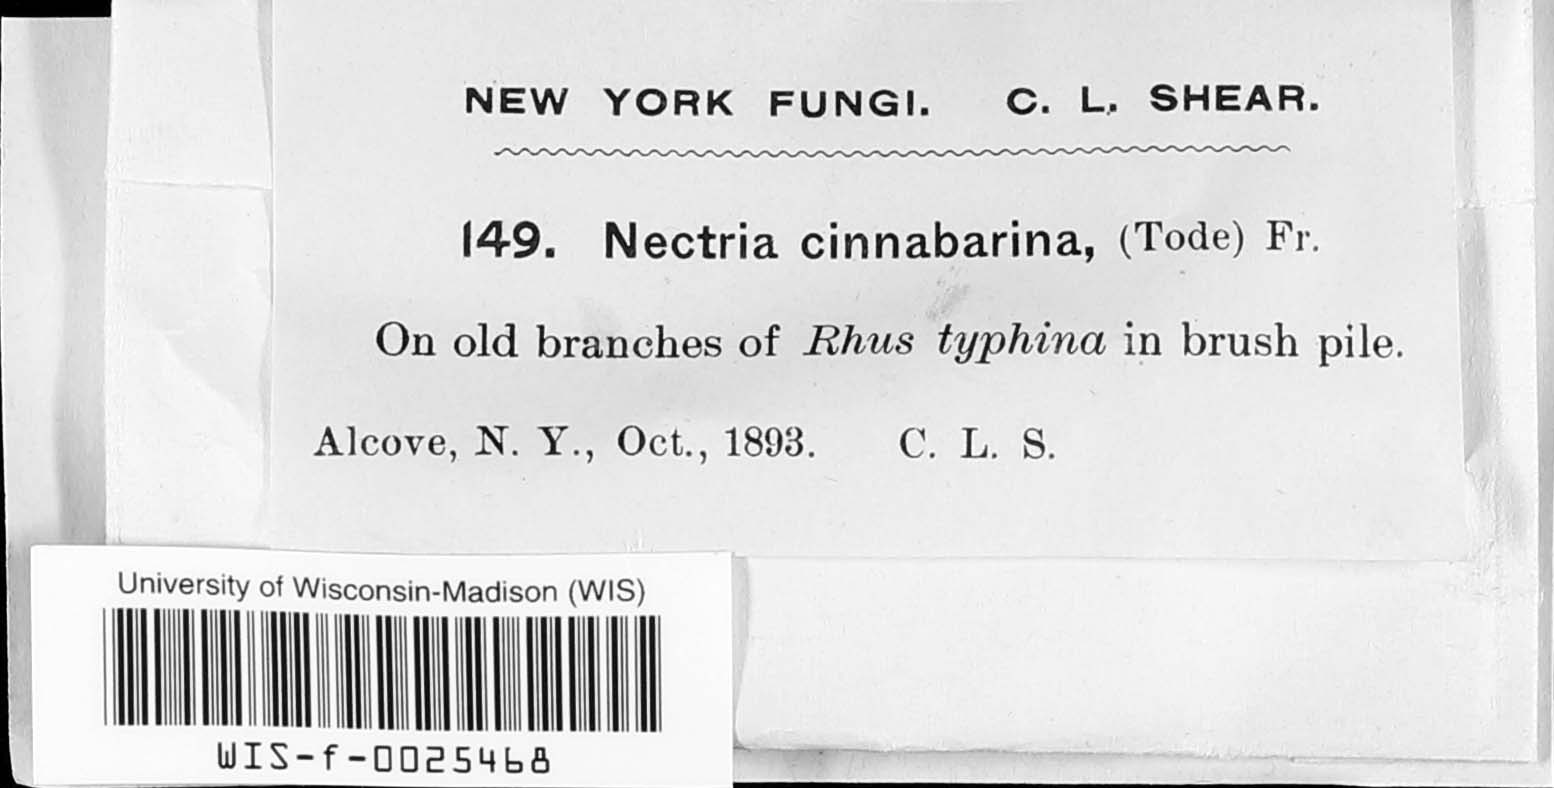 NEW YORK FUNGI. C. L. SHEAR.
149. Nectria cinnabarina, (Tode) Fr.
On old branches of Rhus typhina in brush pile.
Alcove, N. Y., Oct., 1893. C. L. S.
University of Wisconsin-Madison (WIS)
WIS-f-0025468